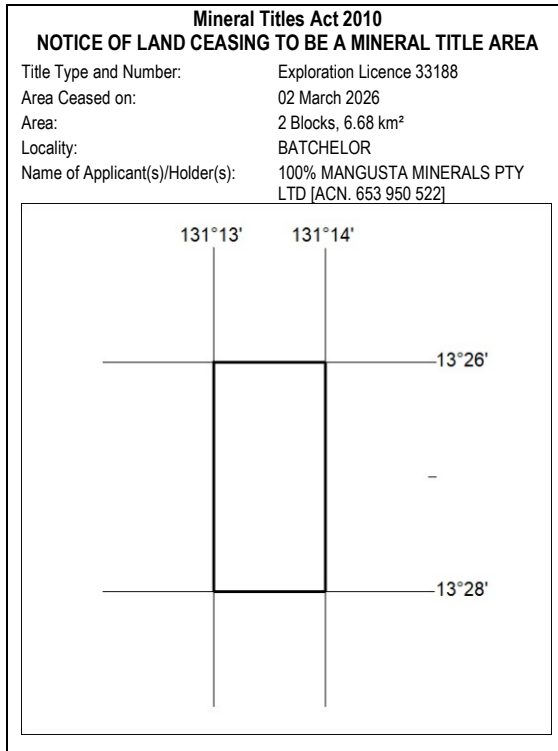 Mineral Titles Act 2010
NOTICE OF LAND CEASING TO BE A MINERAL TITLE AREA
Title Type and Number: Exploration Licence 33188
Area Ceased on: 02 March 2026
Area: 2 Blocks, 6.68 km²
Locality: BATCHELOR
Name of Applicant(s)/Holder(s): 100% MANGUSTA MINERALS PTY
LTD [ACN. 653 950 522]
131°13' 131°14'
13°26'
13°28'